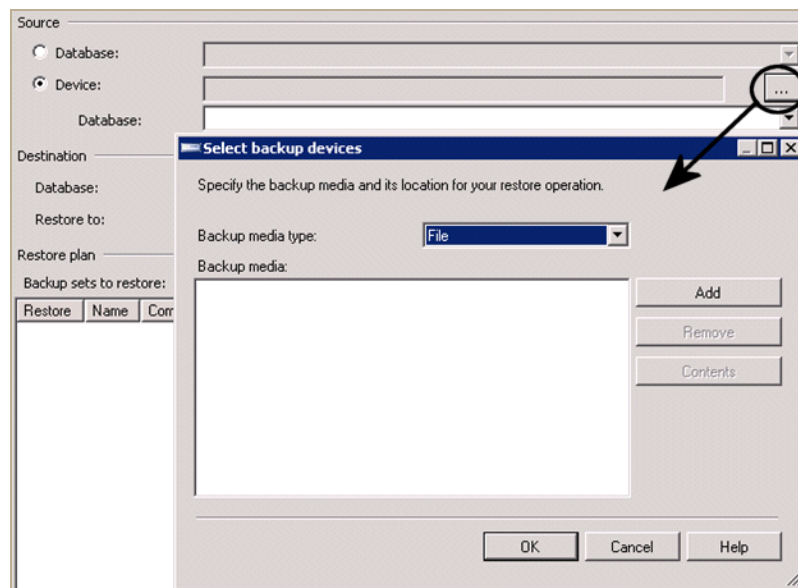 Source
Database:
Device:
...
Database:
Select backup devices
Destination
Specify the backup media and its location for your restore operation.
Database:
Restore to:
Backup media type: File
Restore plan
Backup media:
Backup sets to restore:
Add
Restore Name Com
Remove
Contents
OK Cancel Help